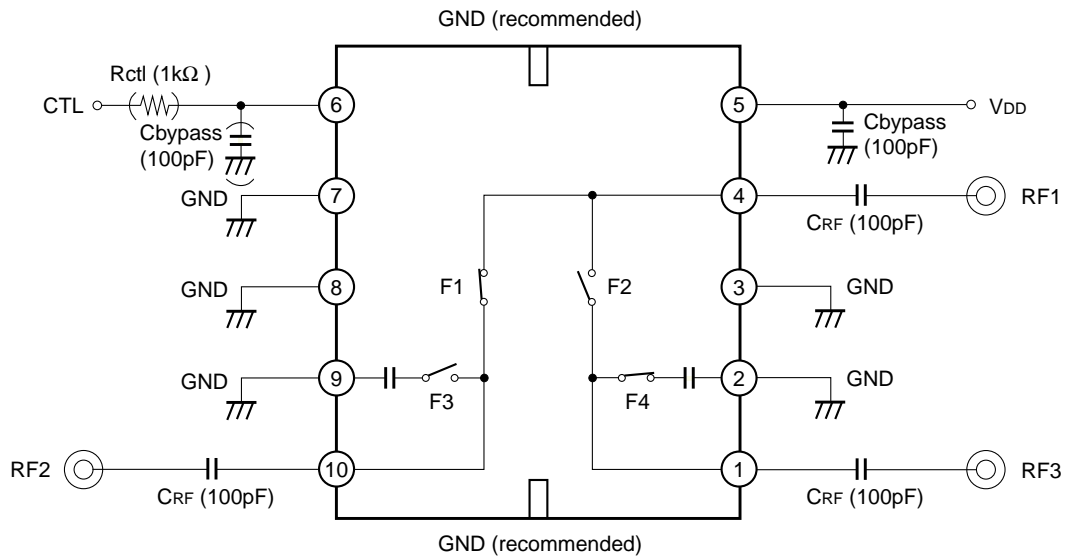 GND (recommended)
Rctl (1kΩ )
CTL
6
5
VDD
Cbypass
(100pF)
Cbypass
(100pF)
GND
7
4
CRF (100pF)
RF1
GND
8
F1
F2
3
GND
GND
9
F3
F4
2
GND
RF2
CRF (100pF)
10
1
CRF (100pF)
RF3
GND (recommended)